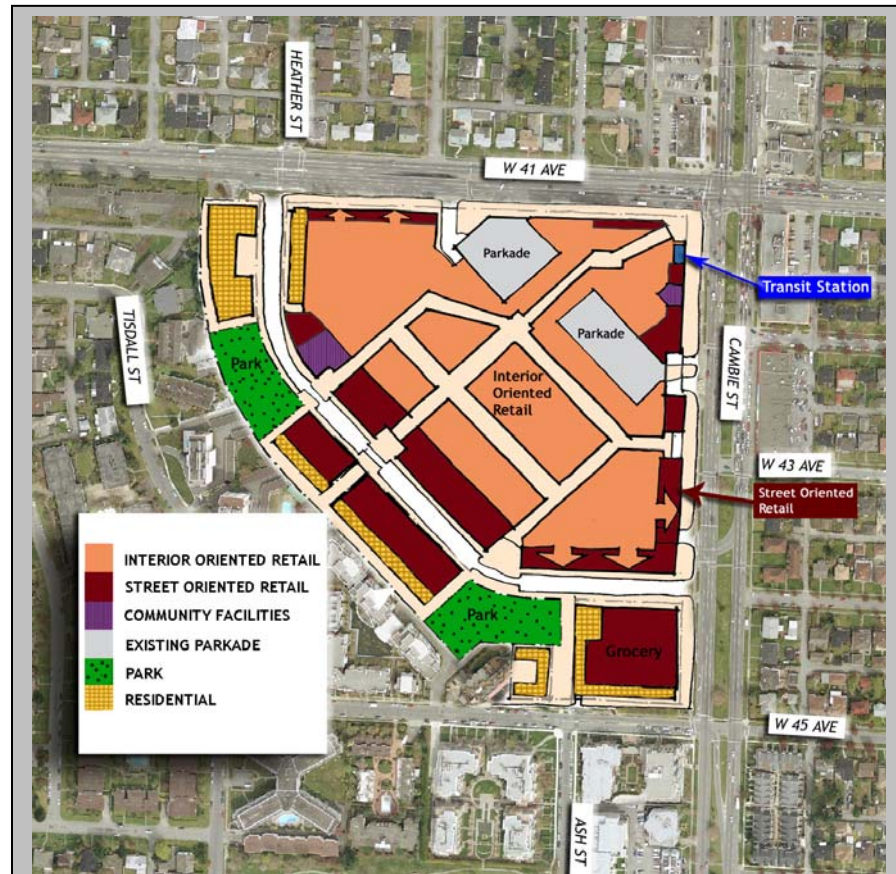 HEATHER ST
W 41 AVE
Parkade
Transit Station
TISDALL ST
Park
Parkade
CAMBIE ST
Interior
Oriented
Retail
W 43 AVE
Street Oriented
Retail
INTERIOR ORIENTED RETAIL
STREET ORIENTED RETAIL
COMMUNITY FACILITIES
EXISTING PARKADE
PARK
RESIDENTIAL
Park
Grocery
W 45 AVE
ASH ST